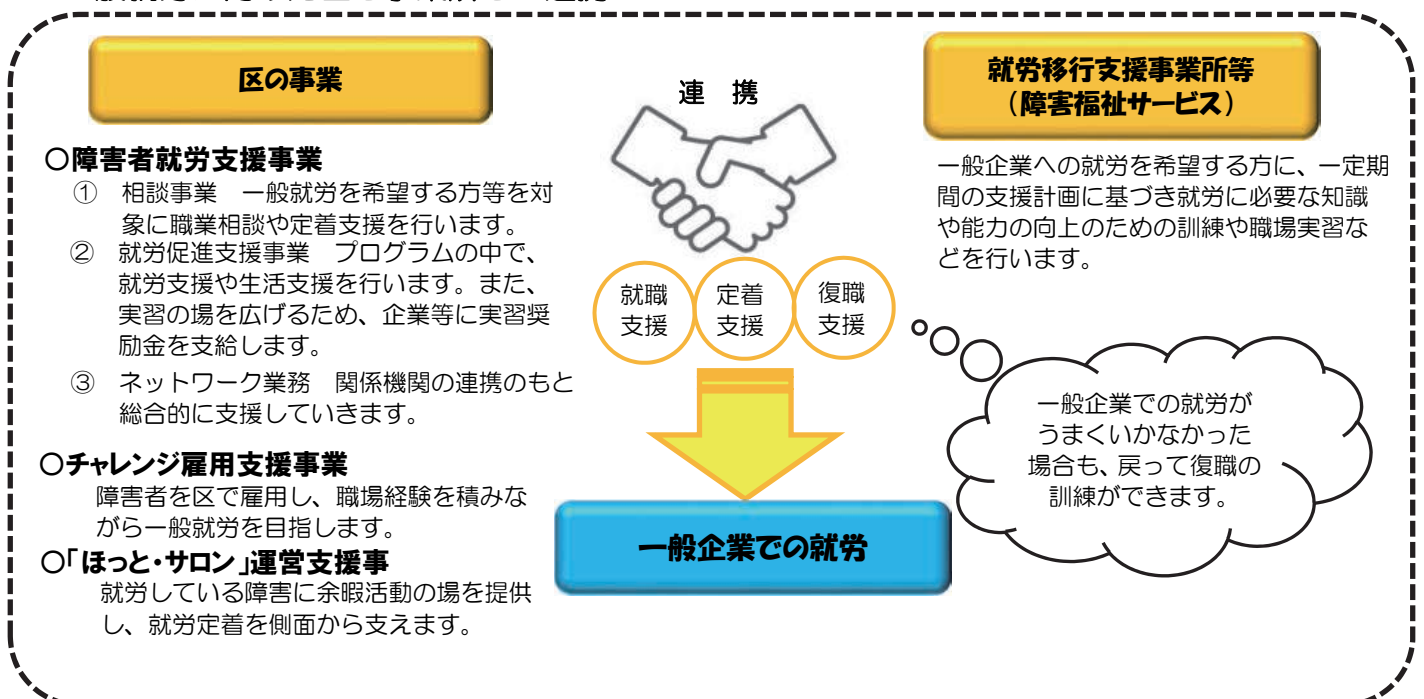 区の事業
〇障害者就労支援事業
① 相談事業 一般就労を希望する方等を対
象に職業相談や定着支援を行います。
② 就労促進支援事業 プログラムの中で、
就労支援や生活支援を行います。また、
実習の場を広げるため、企業等に実習奨
励金を支給します。
③ ネットワーク業務 関係機関の連携のもと
総合的に支援していきます。
〇チャレンジ雇用支援事業
障害者を区で雇用し、職場経験を積みな
がら一般就労を目指します。
〇「ほっと・サロン」運営支援事
就労している障害に余暇活動の場を提供
し、就労定着を側面から支えます。
連 携
就職
支援
定着
支援
復職
支援
一般企業での就労
就労移行支援事業所等
(障害福祉サービス)
一般企業への就労を希望する方に、一定期
間の支援計画に基づき就労に必要な知識
や能力の向上のための訓練や職場実習な
どを行います。
一般企業での就労が
うまくいかなかった
場合も、戻って復職の
訓練ができます。